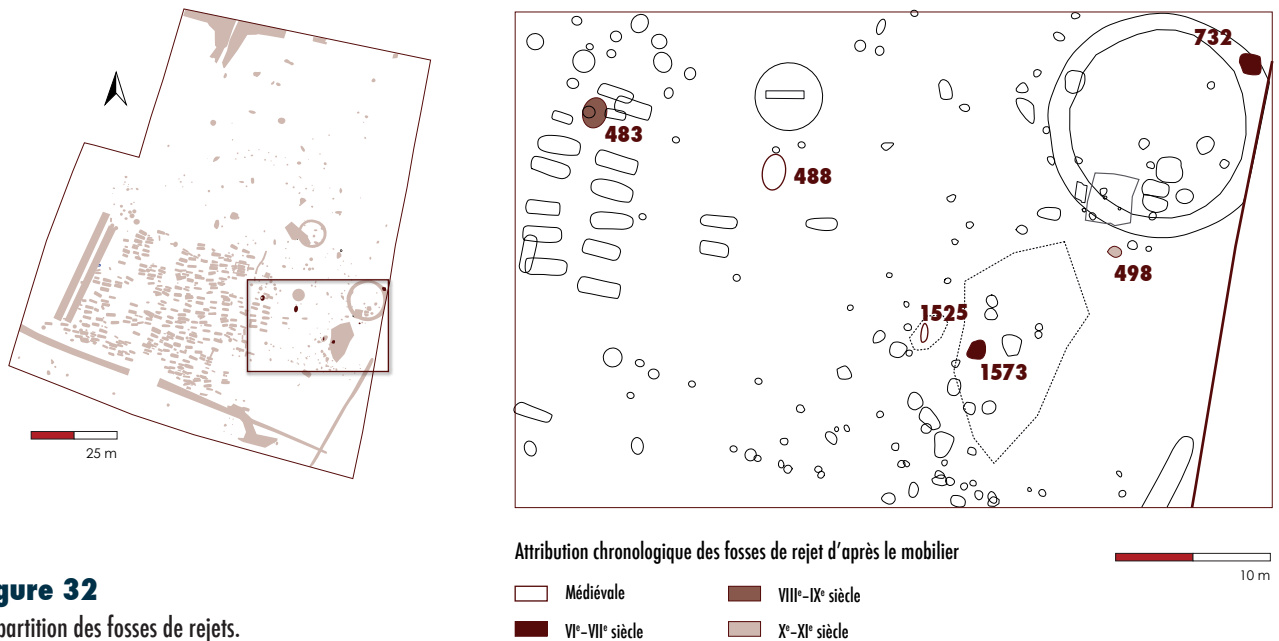 25 m
732
483
488
498
1525
1573
Attribution chronologique des fosses de rejet d'après le mobilier
Médiévale
VIIIᵉ–IXᵉ siècle
VIᵉ–VIIᵉ siècle
Xᵉ–XIᵉ siècle
10 m
gure 32
partition des fosses de rejets.